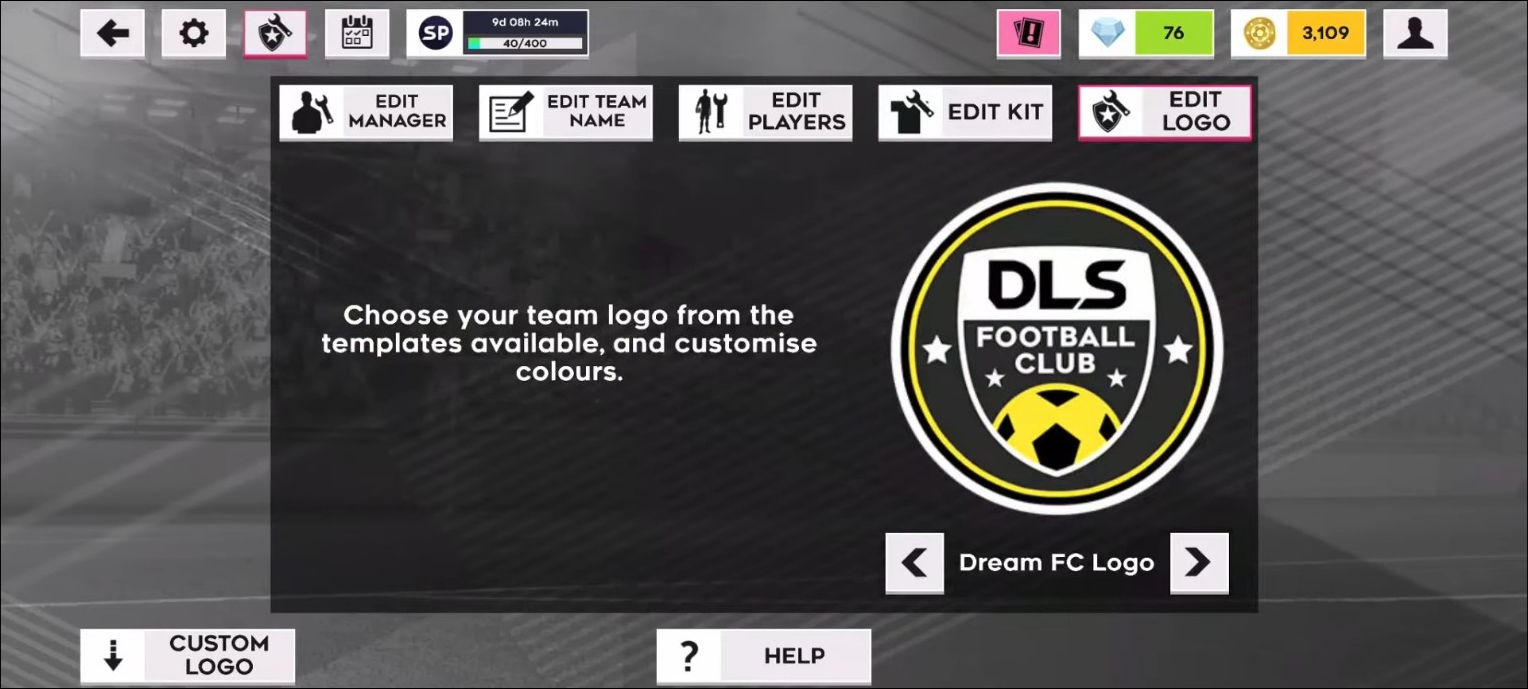 SP
9d 08h 24m
40/400
76
3,109
EDIT
MANAGER
EDIT TEAM
NAME
EDIT
PLAYERS
EDIT KIT
EDIT
LOGO
Choose your team logo from the
templates available, and customise
colours.
DLS
FOOTBALL
CLUB
Dream FC Logo
CUSTOM
LOGO
?
HELP